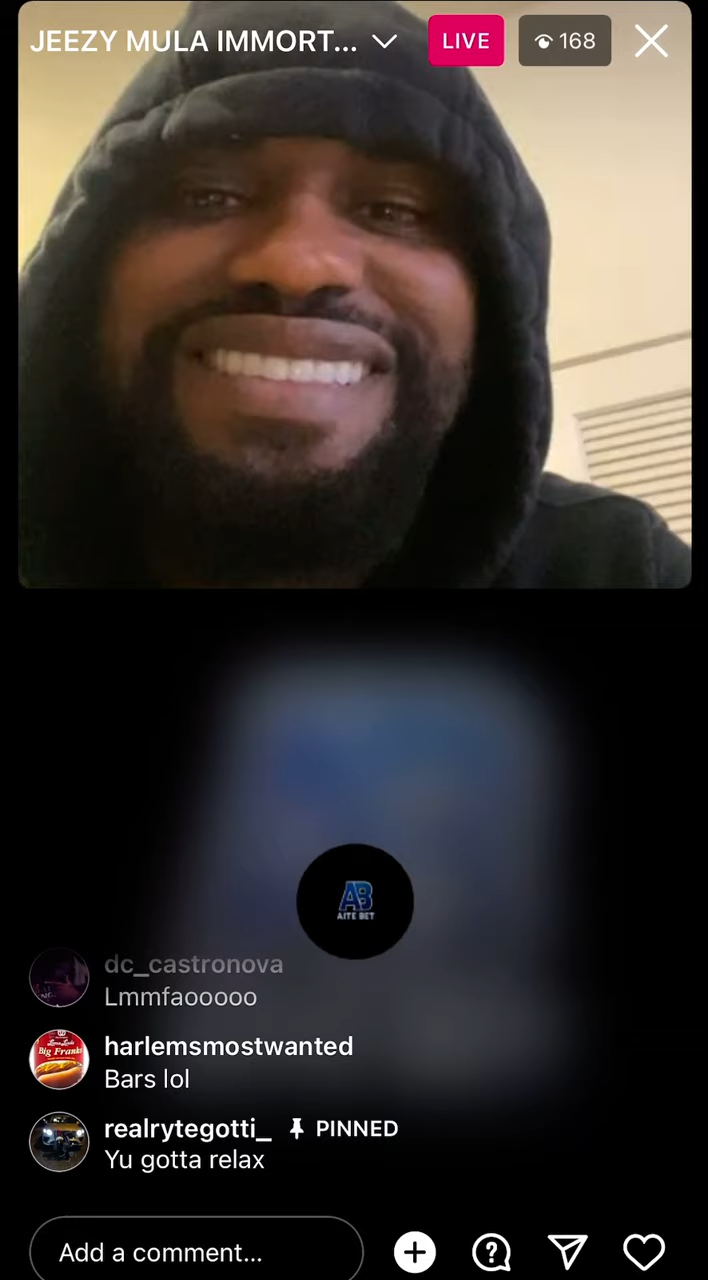 JEEZY MULA IMMORT...
LIVE
168
AB
AITE BET
dc_castronova
Lmmfaooooo
harlemsmostwanted
Big Franks
Bars lol
realrytegotti_ PINNED
Yu gotta relax
Add a comment...